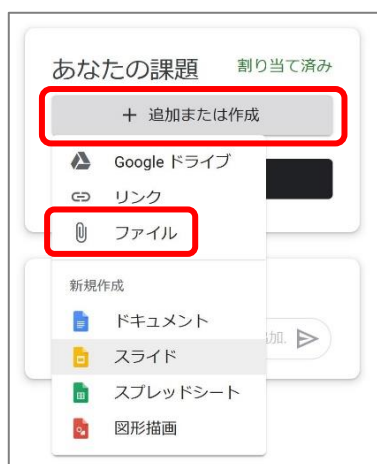 あなたの課題 割り当て済み
+ 追加または作成
Google ドライブ
リンク
ファイル
新規作成
ドキュメント
スライド
スプレッドシート
図形描画
追加.